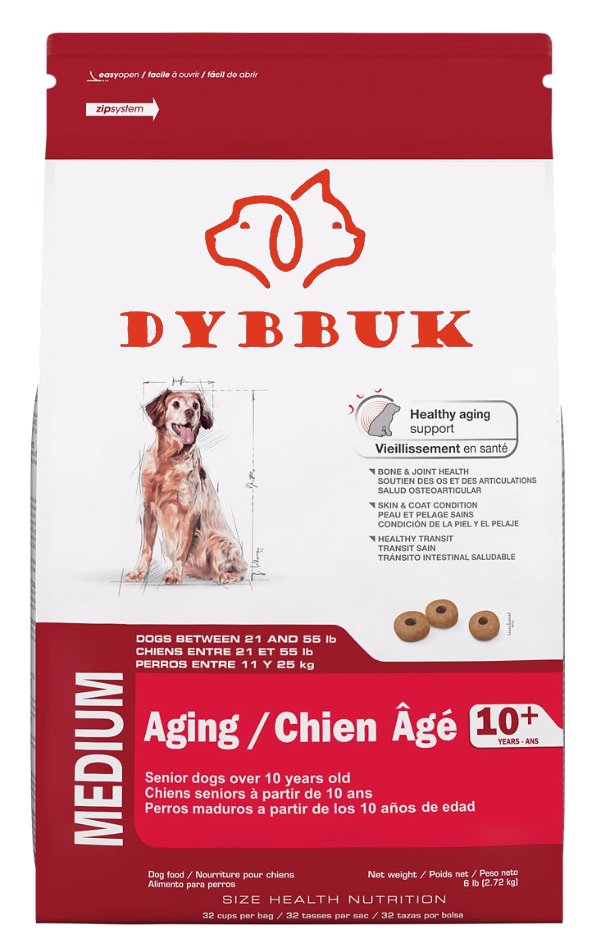 easyopen / facile à ouvrir / fácil de abrir
zipsystem
DYBBUK
Healthy aging
support
Vieillissement en santé
BONE & JOINT HEALTH
SOUTIEN DES OS ET DES ARTICULATIONS
SALUD OSTEOARTICULAR
SKIN & COAT CONDITION
PEAU ET PELAGE SAINS
CONDICIÓN DE LA PIEL Y EL PELAJE
HEALTHY TRANSIT
TRANSIT SAIN
TRÁNSITO INTESTINAL SALUDABLE
DOGS BETWEEN 21 AND 55 lb
CHIENS ENTRE 21 ET 55 lb
PERROS ENTRE 11 Y 25 kg
MEDIUM
Aging / Chien Âgé
10+
YEARS - ANS
Senior dogs over 10 years old
Chiens seniors à partir de 10 ans
Perros maduros a partir de los 10 años de edad
Dog food / Nourriture pour chiens
Alimento para perros
Net weight / Poids net / Peso neto
6 lb (2.72 kg)
SIZE HEALTH NUTRITION
32 cups per bag / 32 tasses par sac / 32 tazas por bolsa